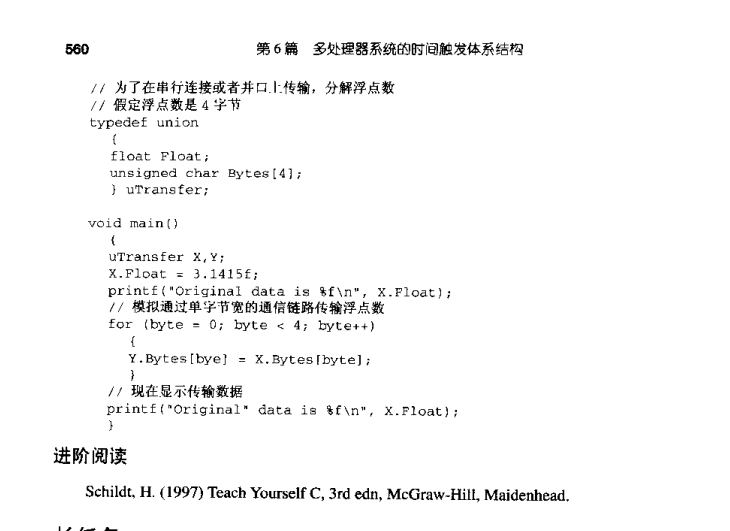 560 第6篇 多处理器系统的时间触发体系结构
// 为了在串行连接或者并口上传输，分解浮点数
// 假定浮点数是 4 字节
typedef union
{
float Float;
unsigned char Bytes[4];
} uTransfer;
void main()
{
uTransfer X,Y;
X.Float = 3.1415f;
printf("Original data is %f\n", X.Float);
// 模拟通过单字节宽的通信链路传输浮点数
for (byte = 0; byte < 4; byte++)
{
Y.Bytes[bye] = X.Bytes[byte];
}
// 现在显示传输数据
printf("Original" data is %f\n", X.Float);
}
进阶阅读
Schildt, H. (1997) Teach Yourself C, 3rd edn, McGraw-Hill, Maidenhead.